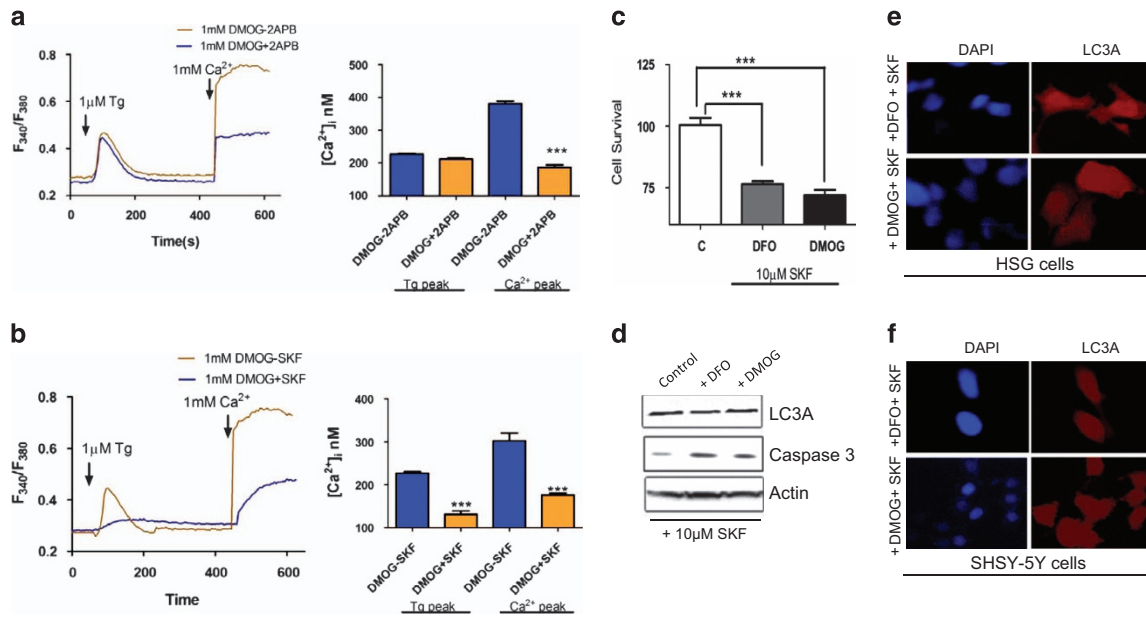 a
1mM DMOG-2APB
1mM DMOG+2APB
1mM Ca²⁺
1µM Tg
F340/F380
0.8
0.6
0.4
0.2
0 200 400 600
Time(s)
[Ca²⁺]i nM
500
400
300
200
100
***
DMOG-2APB
DMOG+2APB
DMOG-2APB
DMOG+2APB
Tg peak
Ca²⁺ peak
b
1mM DMOG-SKF
1mM DMOG+SKF
1mM Ca²⁺
1µM Tg
F340/F380
0.8
0.6
0.4
0.2
0 200 400 600
Time
[Ca²⁺]i nM
400
300
200
100
***
***
DMOG-SKF
DMOG+SKF
DMOG-SKF
DMOG+SKF
Tg peak
Ca²⁺ peak
c
Cell Survival
125
100
75
***
***
C DFO DMOG
10µM SKF
d
Control
+ DFO
+ DMOG
LC3A
Caspase 3
Actin
+ 10µM SKF
e
DAPI LC3A
+DFO + SKF
+ DMOG+ SKF
HSG cells
f
DAPI LC3A
+DFO+ SKF
+DMOG+ SKF
SHSY-5Y cells